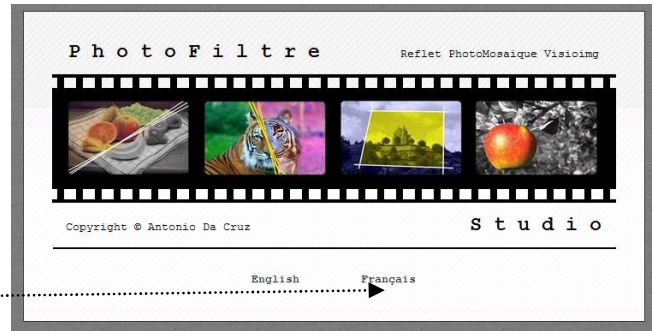 PhotoFiltre
Reflet PhotoMosaique Visioimg
Copyright © Antonio Da Cruz
Studio
English Français